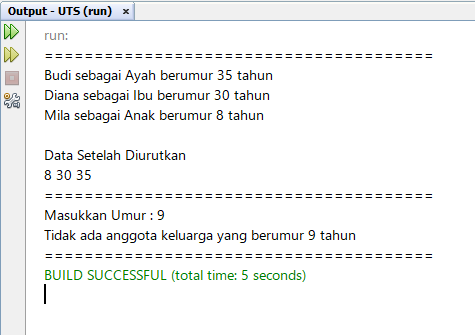 Output - UTS (run) ×
run:
========================================
Budi sebagai Ayah berumur 35 tahun
Diana sebagai Ibu berumur 30 tahun
Mila sebagai Anak berumur 8 tahun
Data Setelah Diurutkan
8 30 35
========================================
Masukkan Umur : 9
Tidak ada anggota keluarga yang berumur 9 tahun
========================================
BUILD SUCCESSFUL (total time: 5 seconds)